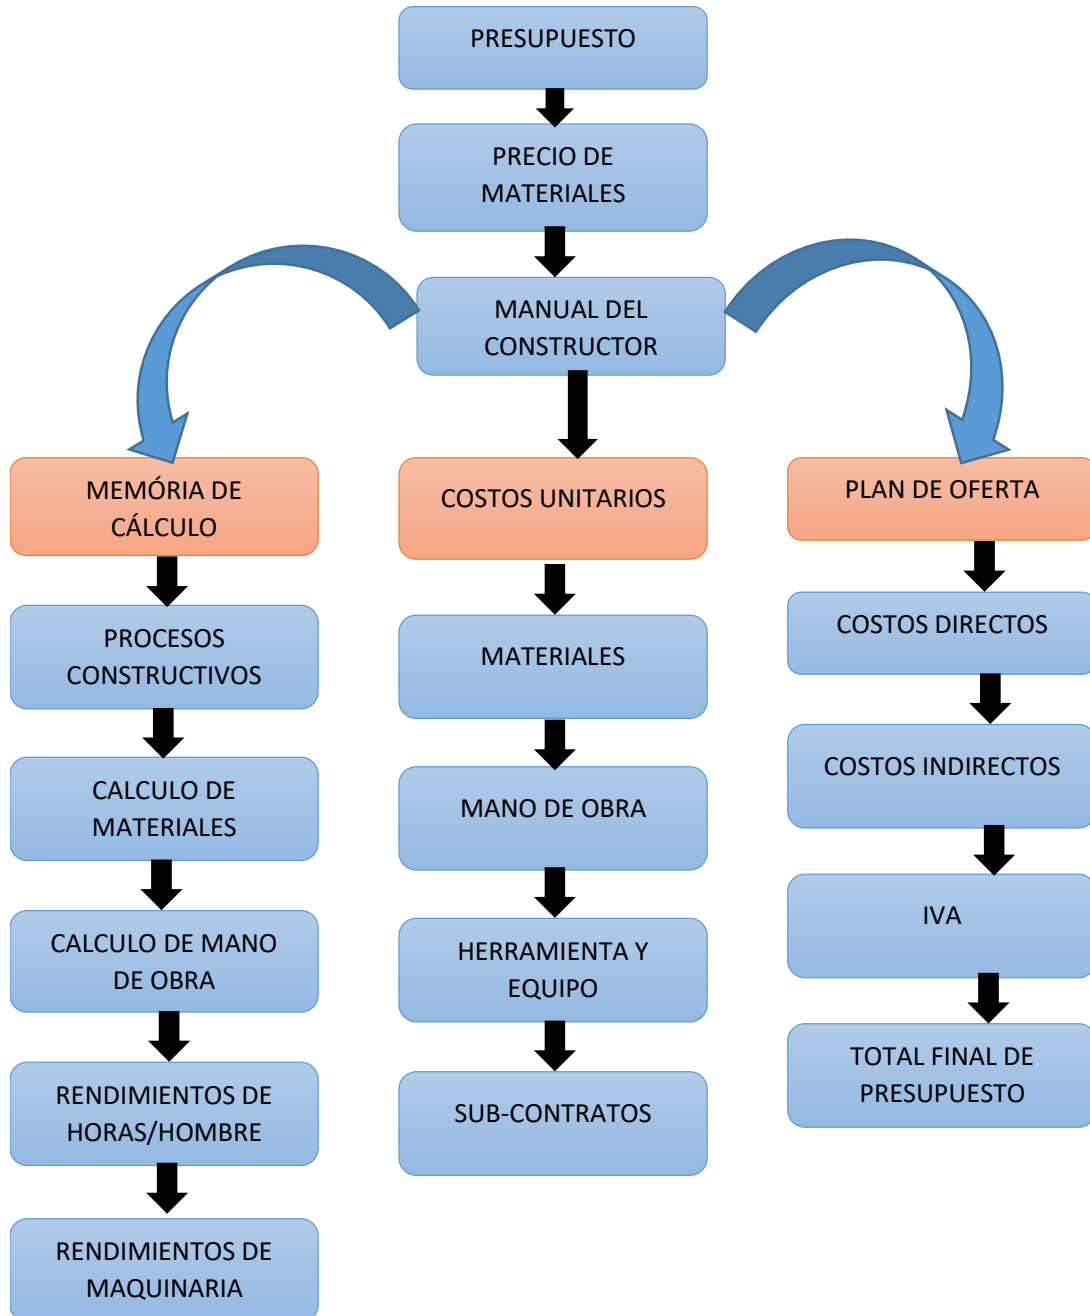 PRESUPUESTO
PRECIO DE
MATERIALES
MANUAL DEL
CONSTRUCTOR
MEMÓRIA DE
CÁLCULO
PROCESOS
CONSTRUCTIVOS
CALCULO DE
MATERIALES
CALCULO DE MANO
DE OBRA
RENDIMIENTOS DE
HORAS/HOMBRE
RENDIMIENTOS DE
MAQUINARIA
COSTOS UNITARIOS
MATERIALES
MANO DE OBRA
HERRAMIENTA Y
EQUIPO
SUB-CONTRATOS
PLAN DE OFERTA
COSTOS DIRECTOS
COSTOS INDIRECTOS
IVA
TOTAL FINAL DE
PRESUPUESTO